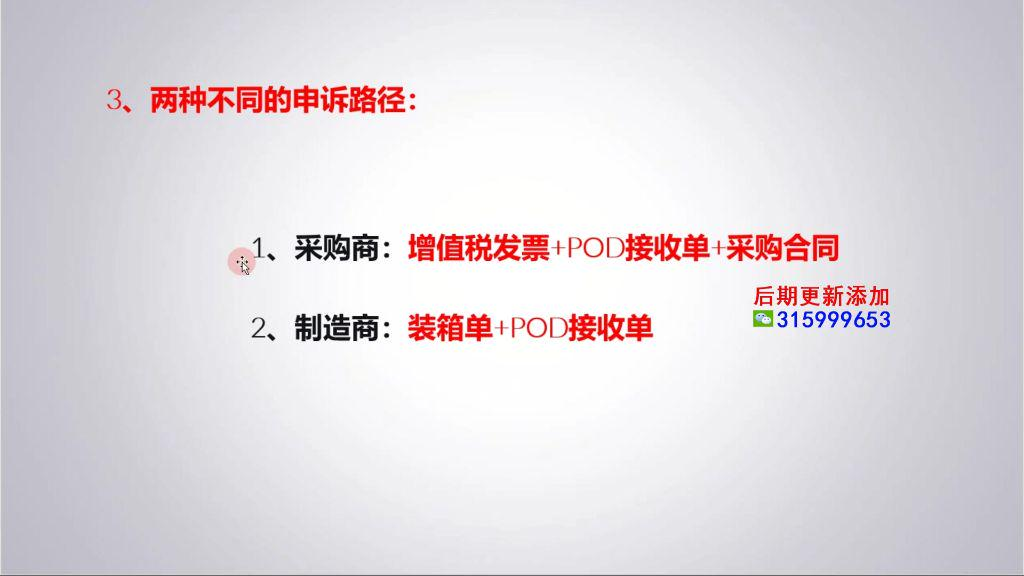 3、两种不同的申诉路径：
1、采购商：增值税发票+POD接收单+采购合同
后期更新添加
315999653
2、制造商：装箱单+POD接收单